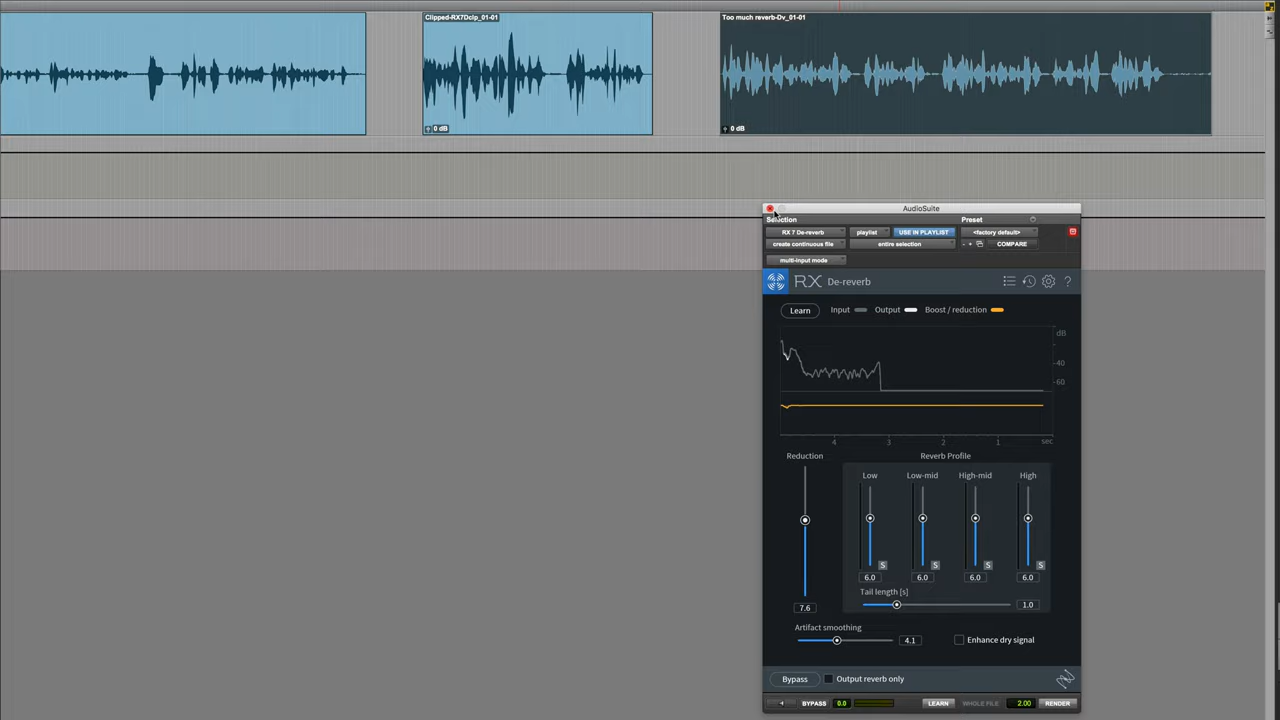 Clipped-RX7Dclp_01-01
Too much reverb-Dv_01-01
0 dB
0 dB
AudioSuite
Selection
Preset
RX 7 De-reverb
playlist
USE IN PLAYLIST
<factory default>
create continuous file
entire selection
- +
COMPARE
multi-input mode
RX De-reverb
?
Learn
Input
Output
Boost / reduction
dB
-40
-60
4
3
2
1
sec
Reduction
Reverb Profile
Low
Low-mid
High-mid
High
S
S
S
S
6.0
6.0
6.0
6.0
Tail length [s]
1.0
7.6
Artifact smoothing
4.1
Enhance dry signal
Bypass
Output reverb only
BYPASS
0.0
LEARN
WHOLE FILE
2.00
RENDER